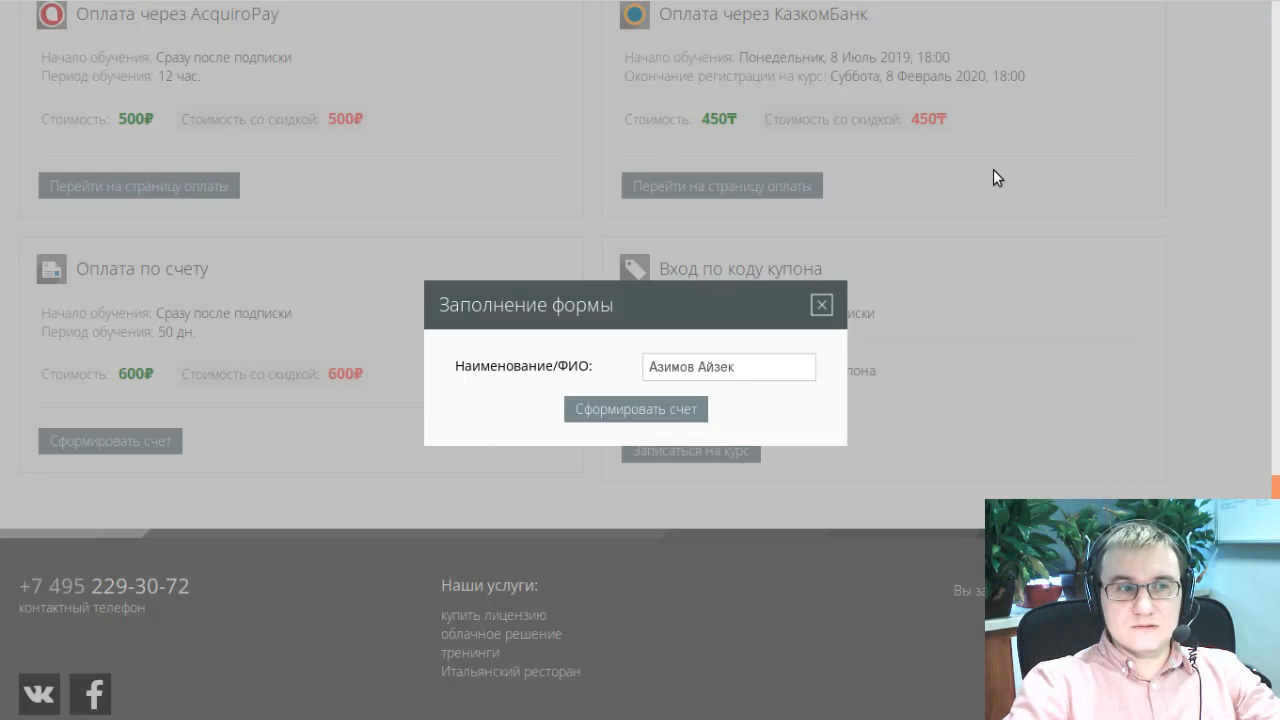 Оплата через AcquiroPay
Начало обучения: Сразу после подписки
Период обучения: 12 час.
Стоимость: 500₽ Стоимость со скидкой: 500₽
Перейти на страницу оплаты
Оплата через КазкомБанк
Начало обучения: Понедельник, 8 Июль 2019, 18:00
Окончание регистрации на курс: Суббота, 8 Февраль 2020, 18:00
Стоимость: 450₸ Стоимость со скидкой: 450₸
Перейти на страницу оплаты
Оплата по счету
Начало обучения: Сразу после подписки
Период обучения: 50 дн.
Стоимость: 600₽ Стоимость со скидкой: 600₽
Сформировать счет
Вход по коду купона
Записаться на курс
Заполнение формы
Наименование/ФИО: Азимов Айзек
Сформировать счет
+7 495 229-30-72
контактный телефон
Наши услуги:
купить лицензию
облачное решение
тренинги
Итальянский ресторан
Вы